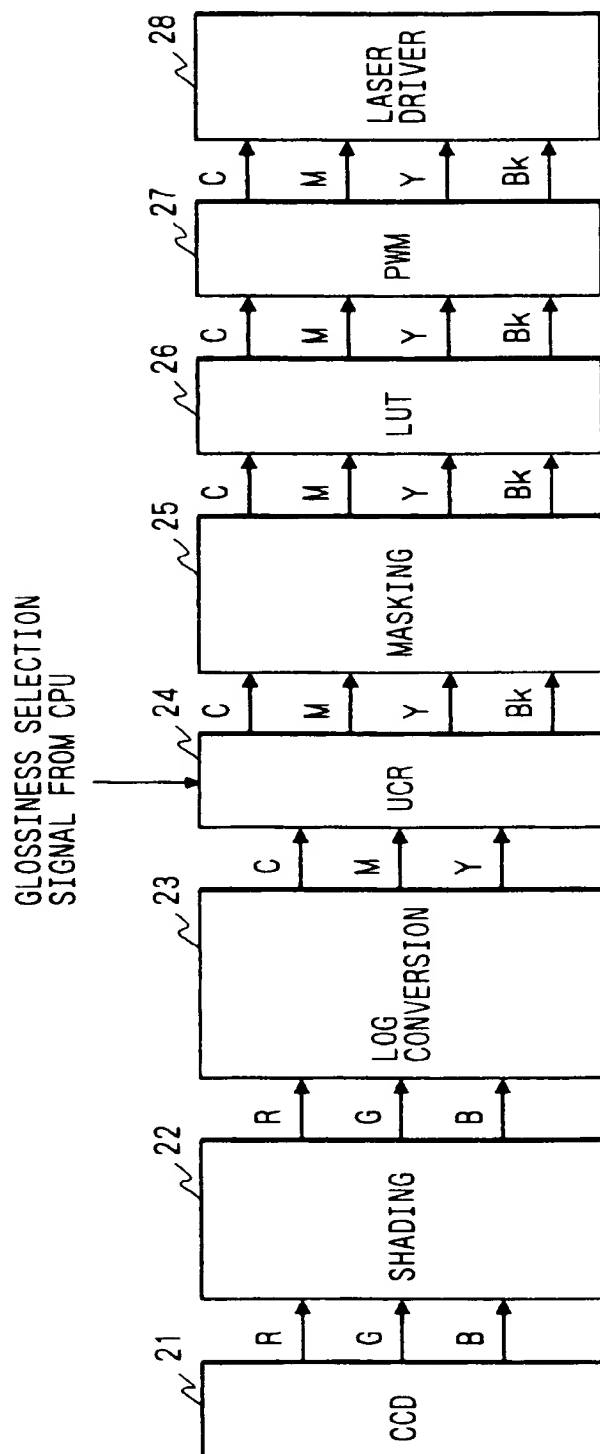 GLOSSINESS SELECTION
SIGNAL FROM CPU
21
22
23
24
25
26
27
28
CCD
R
G
B
SHADING
R
G
B
LOG
CONVERSION
C
M
Y
UCR
C
M
Y
Bk
MASKING
C
M
Y
Bk
LUT
C
M
Y
Bk
PWM
C
M
Y
Bk
LASER
DRIVER